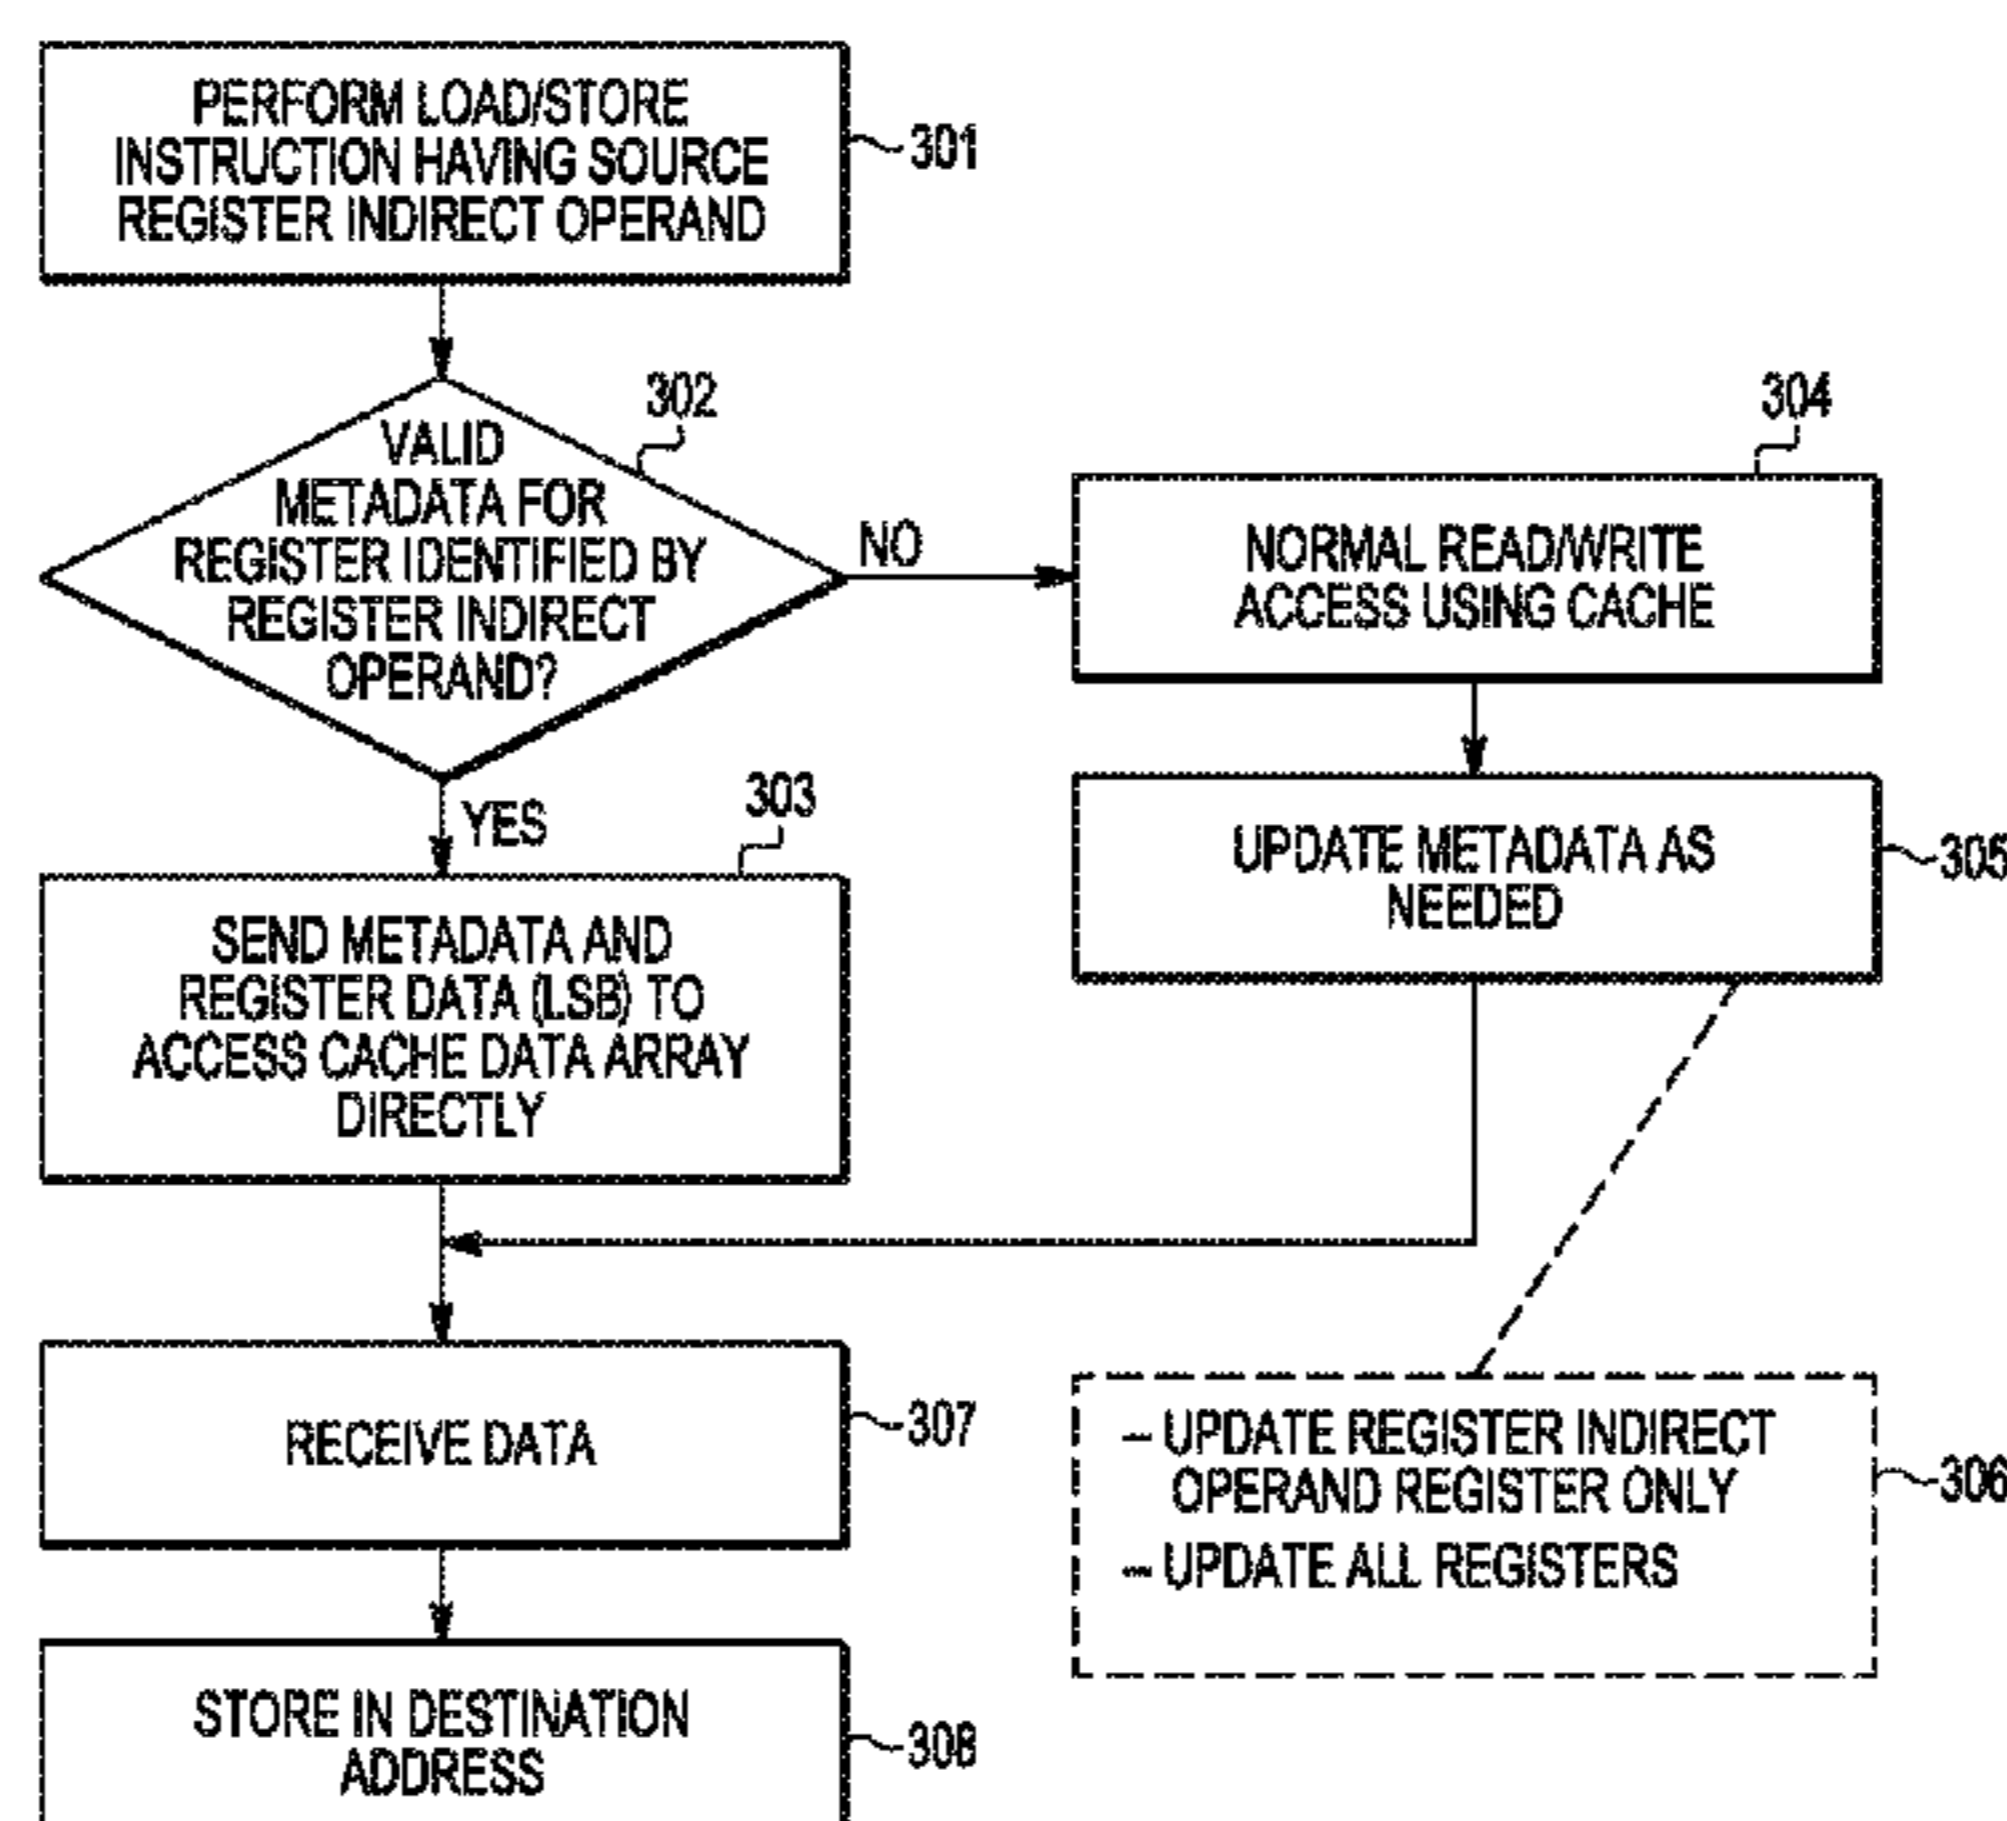 PERFORM LOAD/STORE
INSTRUCTION HAVING SOURCE
REGISTER INDIRECT OPERAND
301
302
VALID
METADATA FOR
REGISTER IDENTIFIED BY
REGISTER INDIRECT
OPERAND?
NO
304
NORMAL READ/WRITE
ACCESS USING CACHE
YES
303
SEND METADATA AND
REGISTER DATA (LSB) TO
ACCESS CACHE DATA ARRAY
DIRECTLY
UPDATE METADATA AS
NEEDED
305
– UPDATE REGISTER INDIRECT
OPERAND REGISTER ONLY
– UPDATE ALL REGISTERS
306
RECEIVE DATA
307
STORE IN DESTINATION
ADDRESS
308